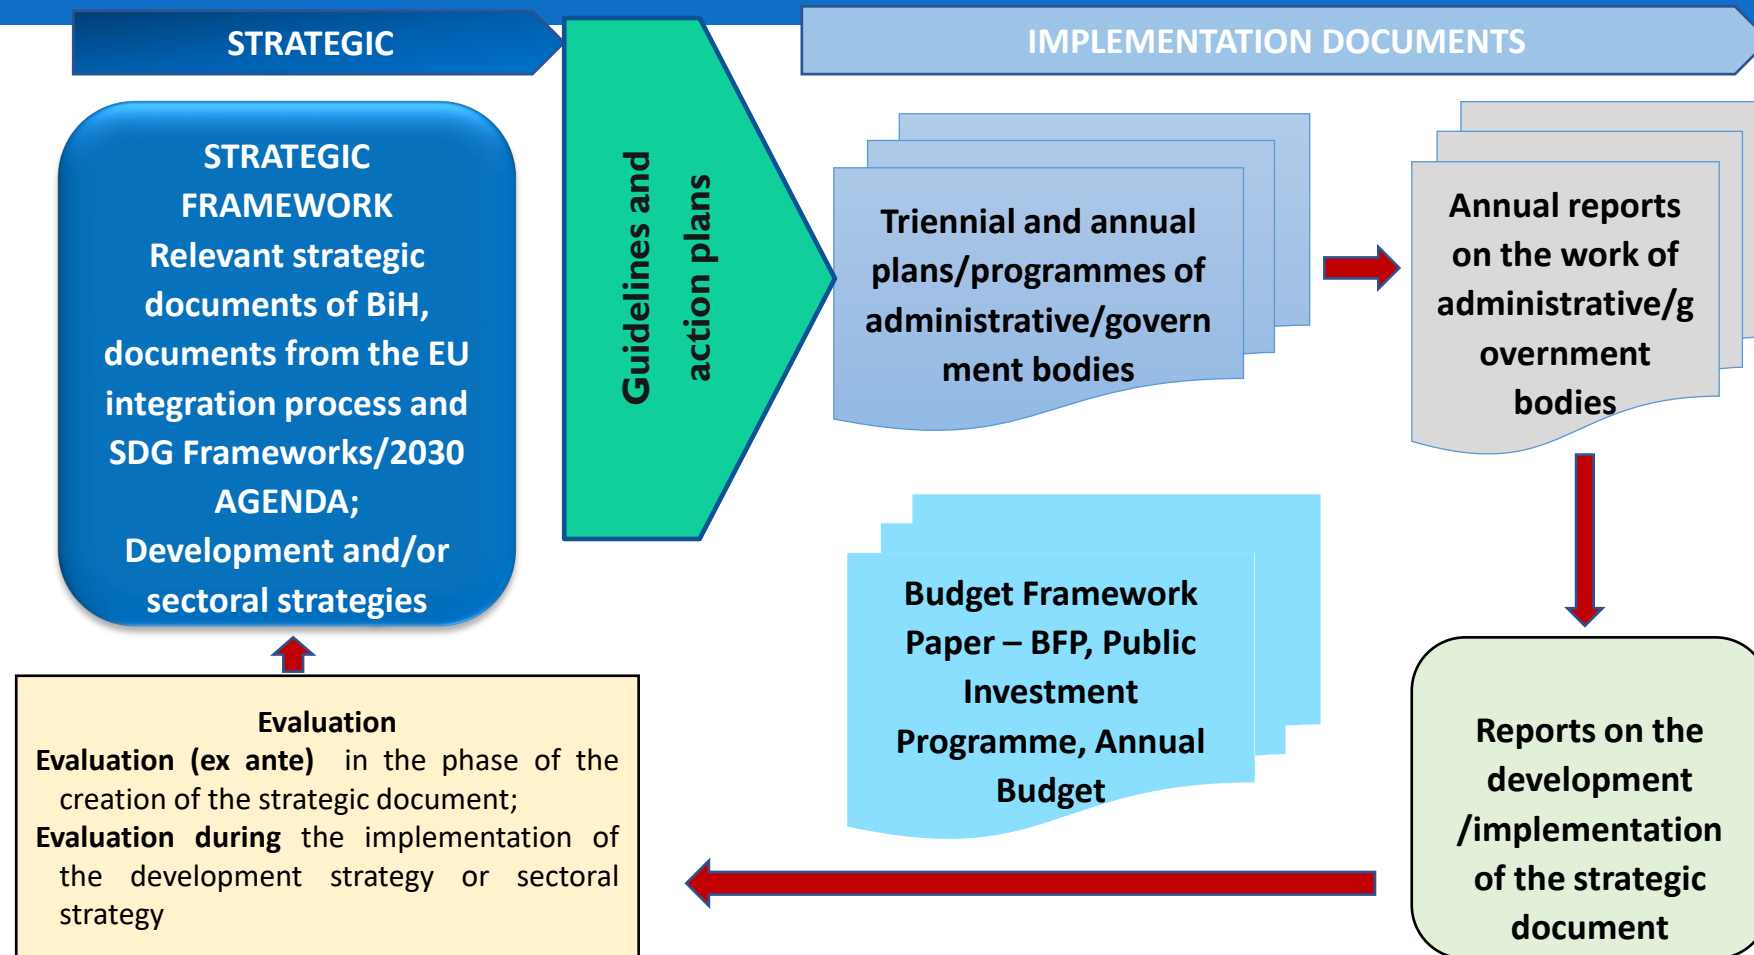 STRATEGIC
IMPLEMENTATION DOCUMENTS
STRATEGIC
FRAMEWORK
Relevant strategic
documents of BiH,
documents from the EU
integration process and
SDG Frameworks/2030
AGENDA;
Development and/or
sectoral strategies
Guidelines and
action plans
Triennial and annual
plans/programmes of
administrative/govern
ment bodies
Annual reports
on the work of
administrative/g
overnment
bodies
Budget Framework
Paper – BFP, Public
Investment
Programme, Annual
Budget
Reports on the
development
/implementation
of the strategic
document
Evaluation
Evaluation (ex ante) in the phase of the
creation of the strategic document;
Evaluation during the implementation of
the development strategy or sectoral
strategy